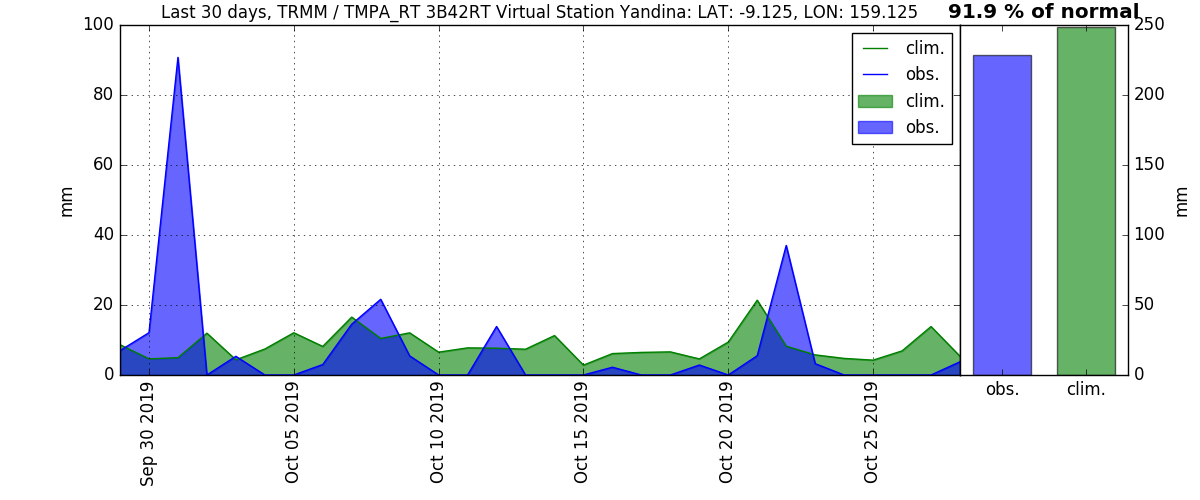 Last 30 days, TRMM / TMPA_RT 3B42RT Virtual Station Yandina: LAT: -9.125, LON: 159.125
91.9 % of normal
100
80
60
40
20
0
mm
clim.
obs.
clim.
obs.
250
200
150
100
50
0
mm
Sep 30 2019
Oct 05 2019
Oct 10 2019
Oct 15 2019
Oct 20 2019
Oct 25 2019
obs.
clim.